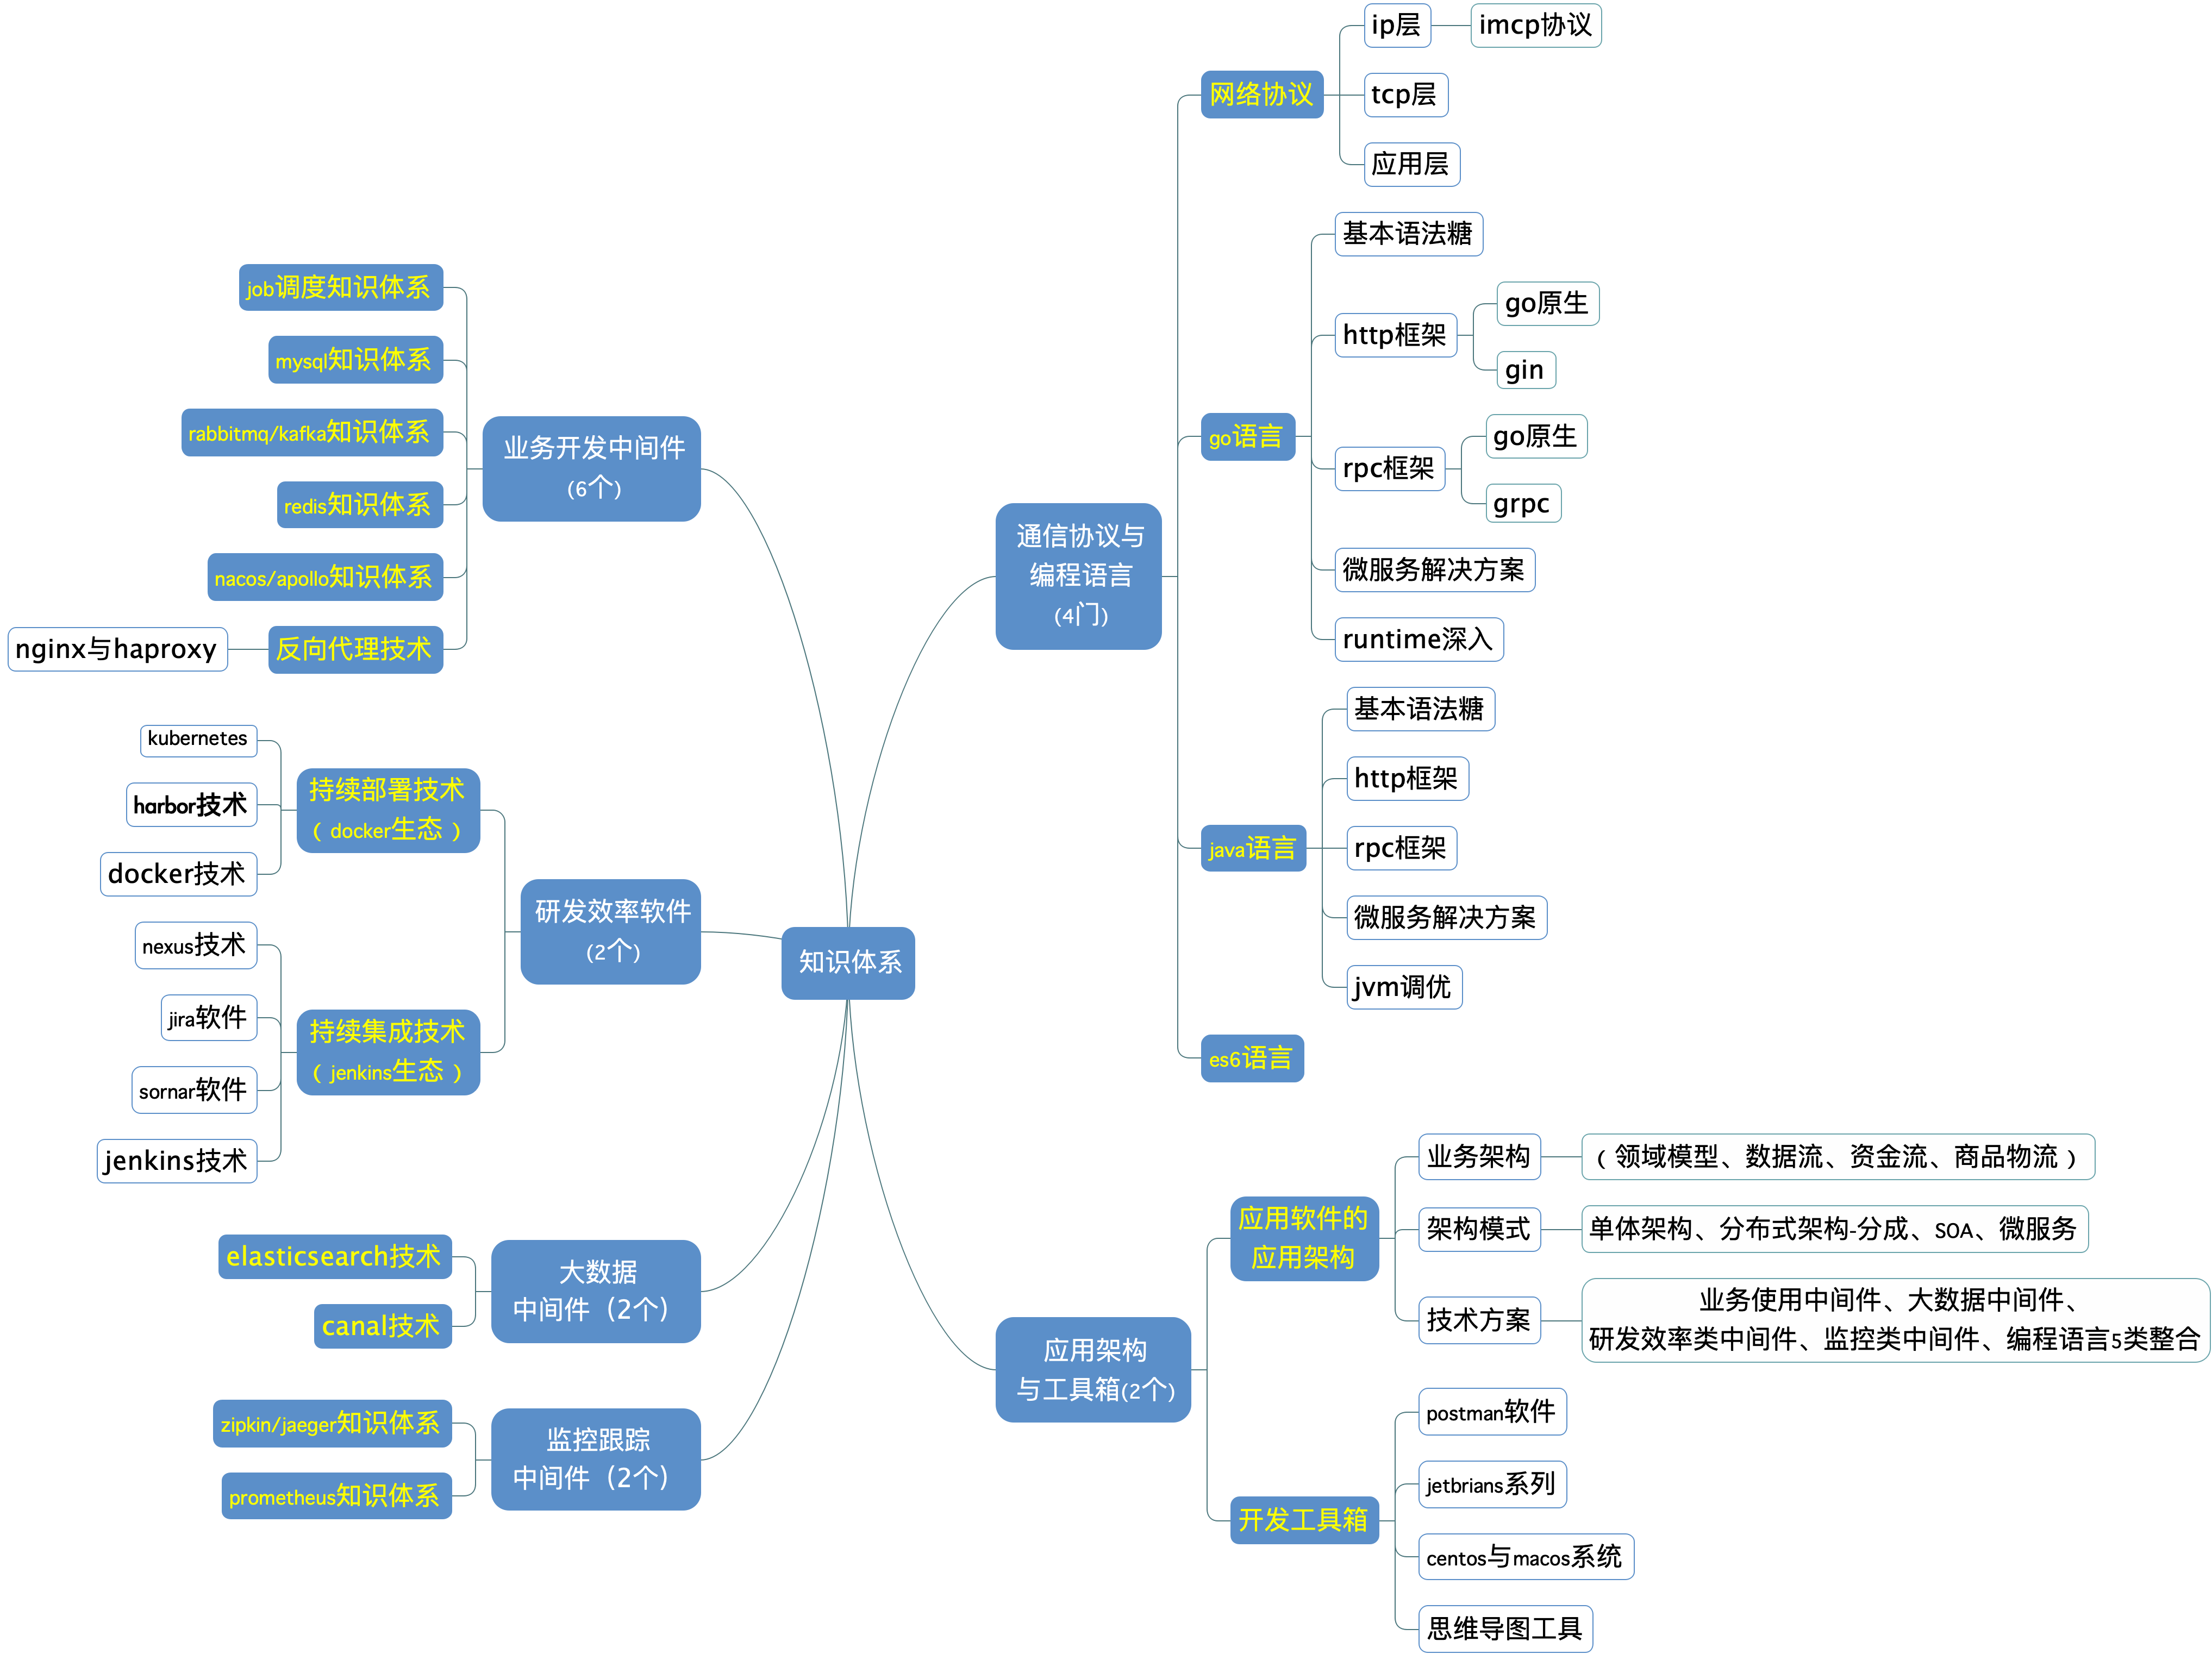 知识体系
通信协议与
编程语言
(4门)
网络协议
ip层
imcp协议
tcp层
应用层
go语言
基本语法糖
http框架
go原生
gin
rpc框架
go原生
grpc
微服务解决方案
runtime深入
java语言
基本语法糖
http框架
rpc框架
微服务解决方案
jvm调优
es6语言
应用架构
与工具箱(2个)
应用软件的
应用架构
业务架构
（领域模型、数据流、资金流、商品物流）
架构模式
单体架构、分布式架构-分成、SOA、微服务
技术方案
业务使用中间件、大数据中间件、
研发效率类中间件、监控类中间件、编程语言5类整合
开发工具箱
postman软件
jetbrians系列
centos与macos系统
思维导图工具
业务开发中间件
(6个)
job调度知识体系
mysql知识体系
rabbitmq/kafka知识体系
redis知识体系
nacos/apollo知识体系
反向代理技术
nginx与haproxy
研发效率软件
(2个)
持续部署技术
（docker生态）
kubernetes
harbor技术
docker技术
持续集成技术
（jenkins生态）
nexus技术
jira软件
sornar软件
jenkins技术
大数据
中间件（2个）
elasticsearch技术
canal技术
监控跟踪
中间件（2个）
zipkin/jaeger知识体系
prometheus知识体系